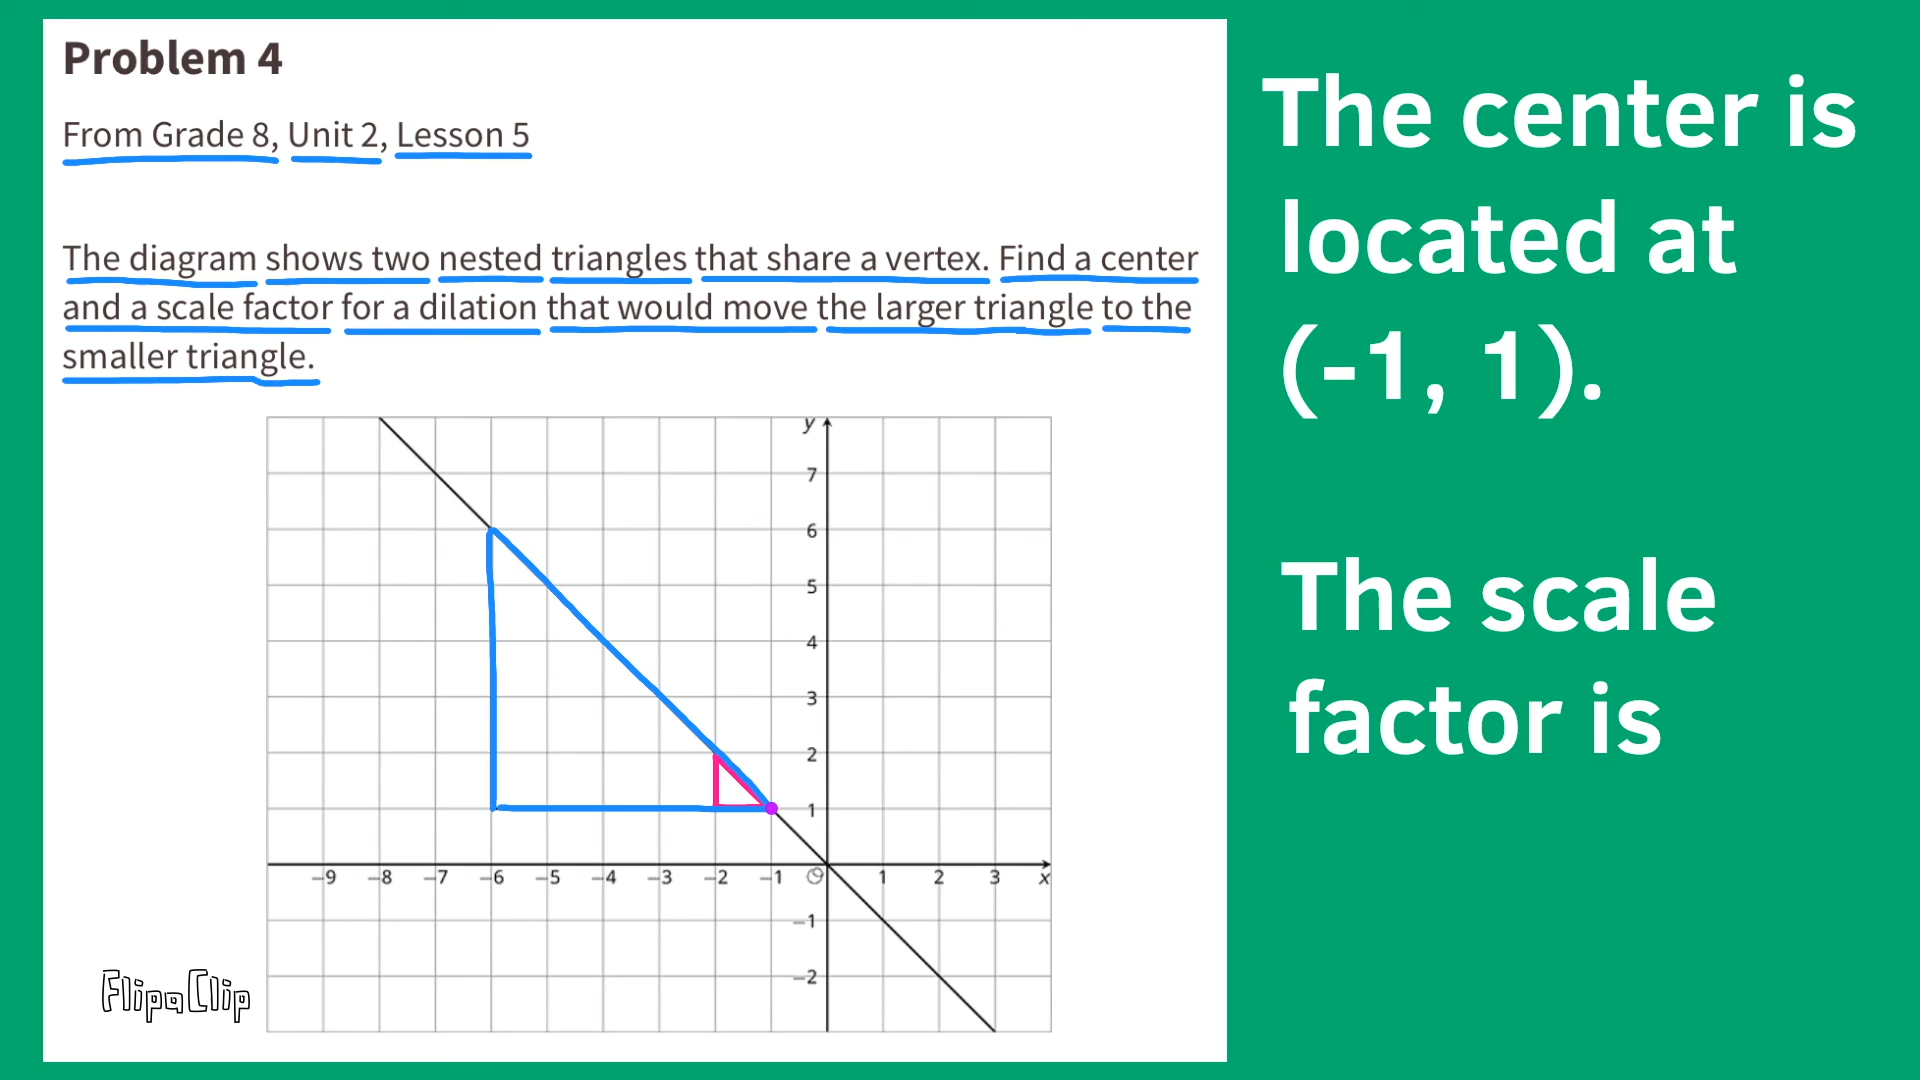 Problem 4
From Grade 8, Unit 2, Lesson 5
The diagram shows two nested triangles that share a vertex. Find a center
and a scale factor for a dilation that would move the larger triangle to the
smaller triangle.
y
7
6
5
4
3
2
1
−9 −8 −7 −6 −5 −4 −3 −2 −1 O 1 2 3 x
−1
−2
FlipaClip
The center is
located at
(-1, 1).
The scale
factor is